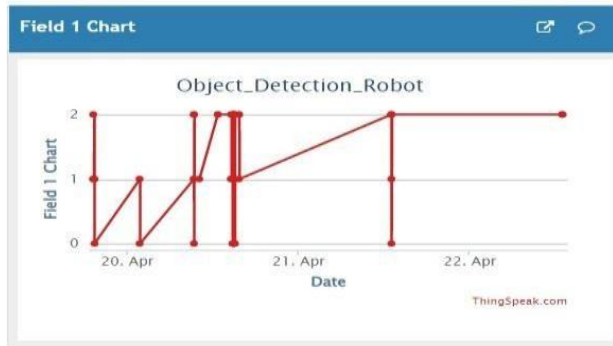 Field 1 Chart
Object_Detection_Robot
Field 1 Chart
2
1
0
20. Apr
21. Apr
22. Apr
Date
ThingSpeak.com